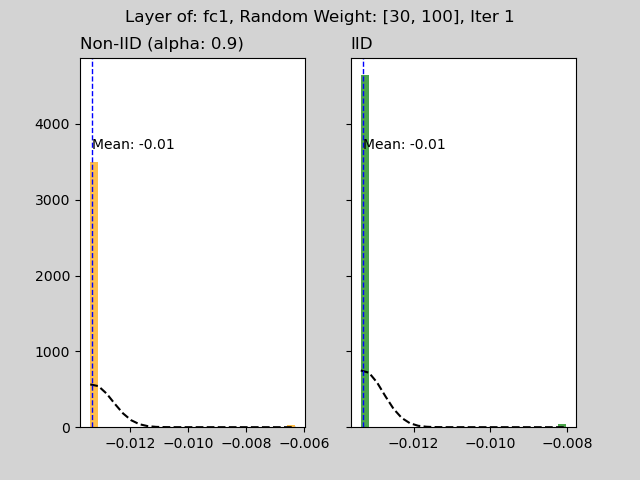 Layer of: fc1, Random Weight: [30, 100], Iter 1
Non-IID (alpha: 0.9)
IID
4000
3000
2000
1000
0
Mean: -0.01
Mean: -0.01
−0.012 −0.010 −0.008 −0.006
−0.012 −0.010 −0.008